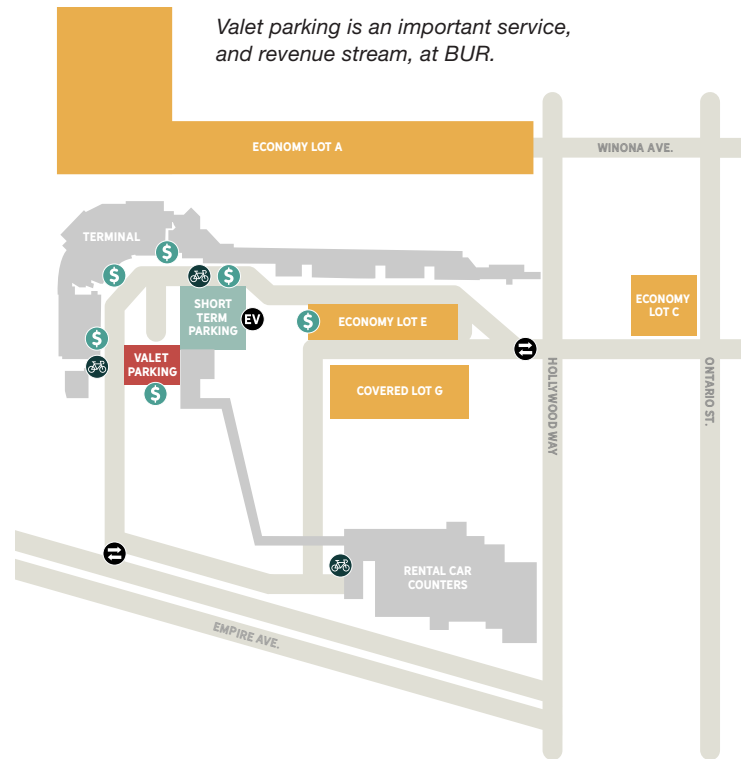 Valet parking is an important service,
and revenue stream, at BUR.
ECONOMY LOT A
WINONA AVE.
TERMINAL
$
$
$
SHORT
TERM
PARKING
EV
$
ECONOMY LOT E
ECONOMY
LOT C
$
VALET
PARKING
$
COVERED LOT G
HOLLYWOOD WAY
ONTARIO ST.
RENTAL CAR
COUNTERS
EMPIRE AVE.